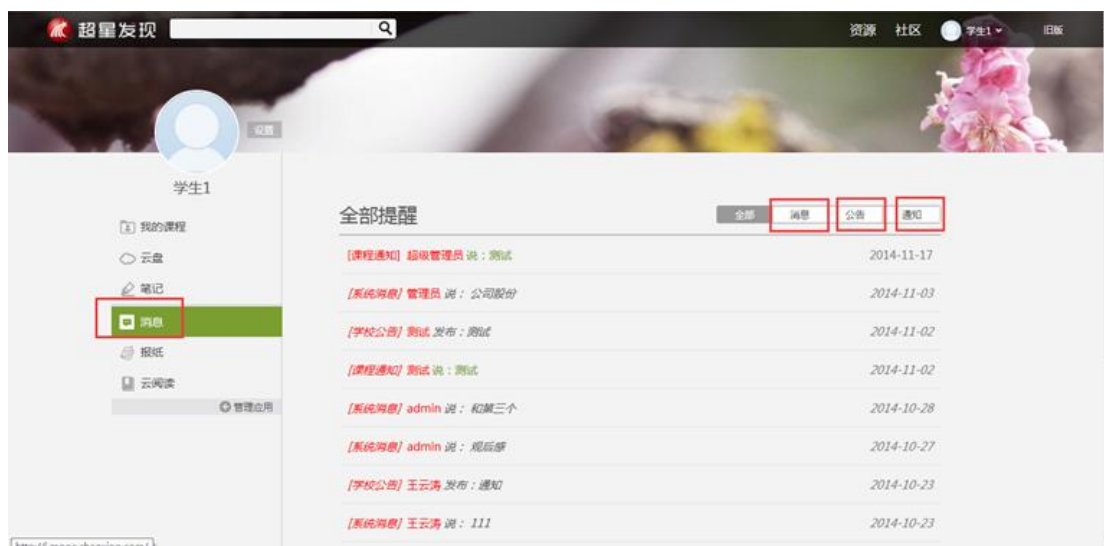 超星发现
资源 社区 学生1 旧版
设置
学生1
我的课程
云盘
笔记
消息
报纸
云阅读
管理应用
全部提醒
全部 消息 公告 通知
[课程通知] 超级管理员 说：测试 2014-11-17
[系统消息] 管理员 说： 公司股份 2014-11-03
[学校公告] 测试 发布：测试 2014-11-02
[课程通知] 测试 说：测试 2014-11-02
[系统消息] admin 说： 和第三个 2014-10-28
[系统消息] admin 说： 观后感 2014-10-27
[学校公告] 王云涛 发布：通知 2014-10-23
[系统消息] 王云涛 说： 111 2014-10-23